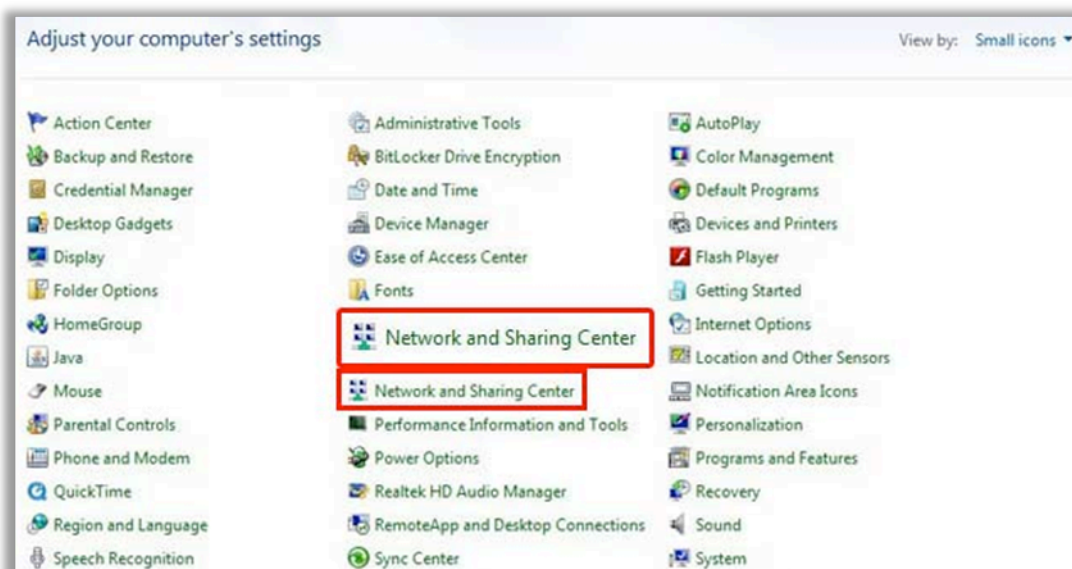 Adjust your computer's settings
View by: Small icons
Action Center
Administrative Tools
AutoPlay
Backup and Restore
BitLocker Drive Encryption
Color Management
Credential Manager
Date and Time
Default Programs
Desktop Gadgets
Device Manager
Devices and Printers
Display
Ease of Access Center
Flash Player
Folder Options
Fonts
Getting Started
HomeGroup
Network and Sharing Center
Internet Options
Java
Location and Other Sensors
Mouse
Network and Sharing Center
Notification Area Icons
Parental Controls
Performance Information and Tools
Personalization
Phone and Modem
Power Options
Programs and Features
QuickTime
Realtek HD Audio Manager
Recovery
Region and Language
RemoteApp and Desktop Connections
Sound
Speech Recognition
Sync Center
System